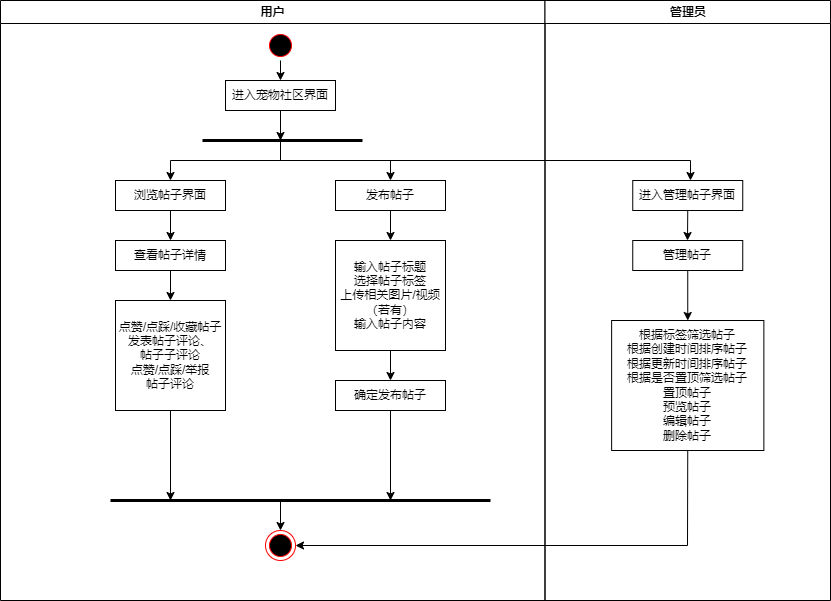 用户
管理员
进入宠物社区界面
浏览帖子界面
发布帖子
进入管理帖子界面
查看帖子详情
输入帖子标题
选择帖子标签
上传相关图片/视频
（若有）
输入帖子内容
管理帖子
点赞/点踩/收藏帖子
发表帖子评论、
帖子子评论
点赞/点踩/举报
帖子评论
确定发布帖子
根据标签筛选帖子
根据创建时间排序帖子
根据更新时间排序帖子
根据是否置顶筛选帖子
置顶帖子
预览帖子
编辑帖子
删除帖子